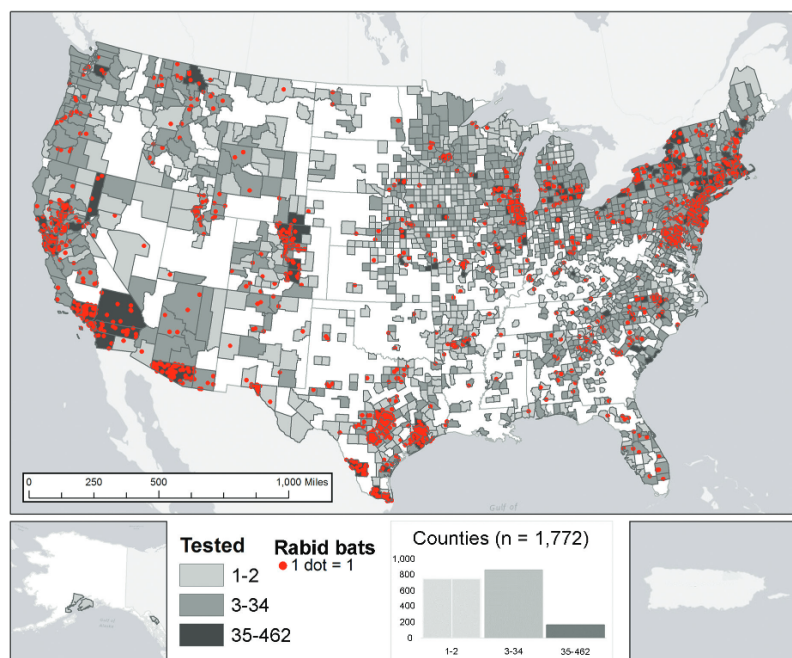 Gulf of
0 250 500 1,000 Miles
Tested
1-2
3-34
35-462
Rabid bats
1 dot = 1
Counties (n = 1,772)
1,000
800
600
400
200
0
1-2 3-34 35-462